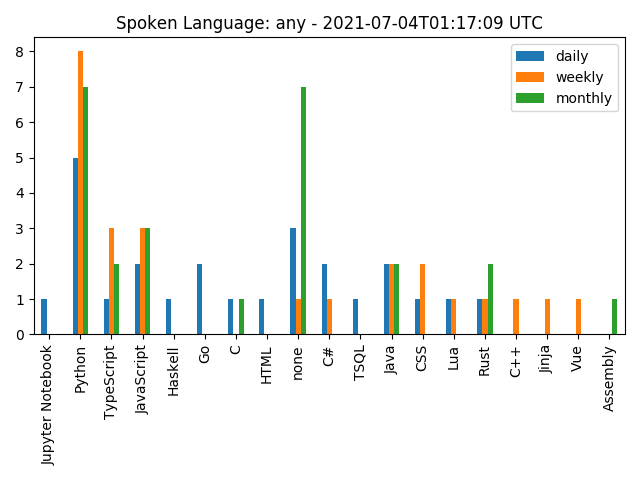 Spoken Language: any - 2021-07-04T01:17:09 UTC
daily
weekly
monthly
8
7
6
5
4
3
2
1
0
Jupyter Notebook
Python
TypeScript
JavaScript
Haskell
Go
C
HTML
none
C#
TSQL
Java
CSS
Lua
Rust
C++
Jinja
Vue
Assembly